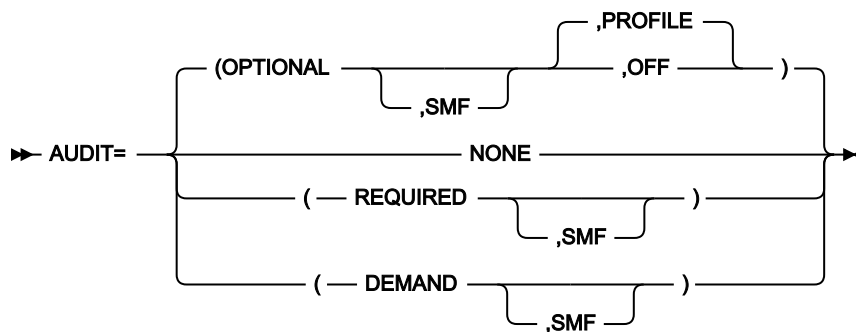 ,PROFILE
(OPTIONAL ,SMF ,OFF )
AUDIT= NONE
( REQUIRED ,SMF )
( DEMAND ,SMF )